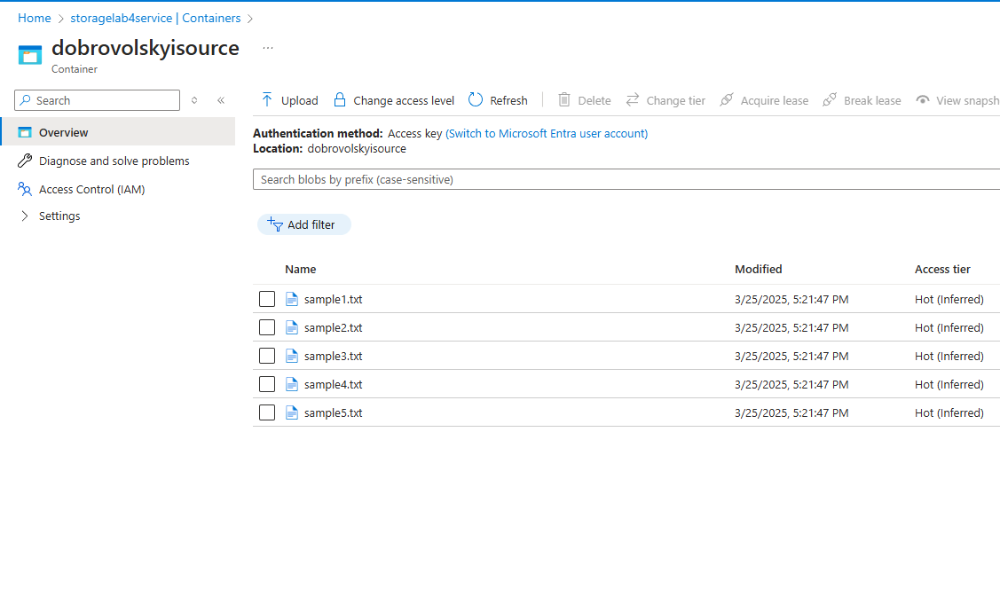 Home > storagelab4service | Containers >
dobrovolskyisource ...
Container
Search
Overview
Diagnose and solve problems
Access Control (IAM)
Settings
Upload Change access level Refresh Delete Change tier Acquire lease Break lease View snapsh
Authentication method: Access key (Switch to Microsoft Entra user account)
Location: dobrovolskyisource
Search blobs by prefix (case-sensitive)
Add filter
Name Modified Access tier
sample1.txt 3/25/2025, 5:21:47 PM Hot (Inferred)
sample2.txt 3/25/2025, 5:21:47 PM Hot (Inferred)
sample3.txt 3/25/2025, 5:21:47 PM Hot (Inferred)
sample4.txt 3/25/2025, 5:21:47 PM Hot (Inferred)
sample5.txt 3/25/2025, 5:21:47 PM Hot (Inferred)